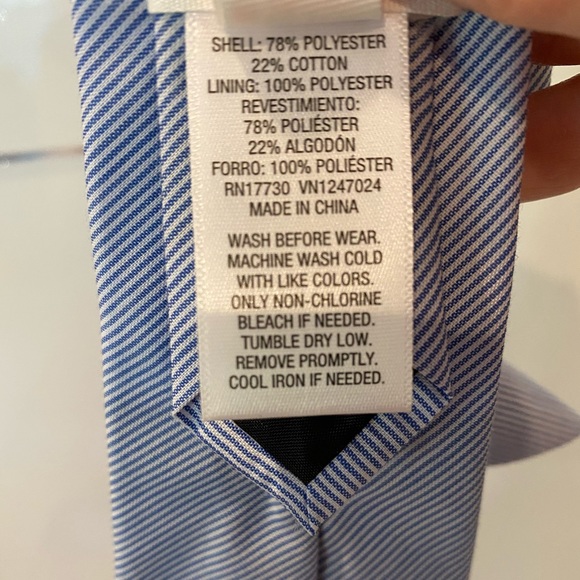 SHELL: 78% POLYESTER
22% COTTON
LINING: 100% POLYESTER
REVESTIMIENTO:
78% POLIÉSTER
22% ALGODÓN
FORRO: 100% POLIÉSTER
RN17730 VN1247024
MADE IN CHINA
WASH BEFORE WEAR.
MACHINE WASH COLD
WITH LIKE COLORS.
ONLY NON-CHLORINE
BLEACH IF NEEDED.
TUMBLE DRY LOW.
REMOVE PROMPTLY.
COOL IRON IF NEEDED.